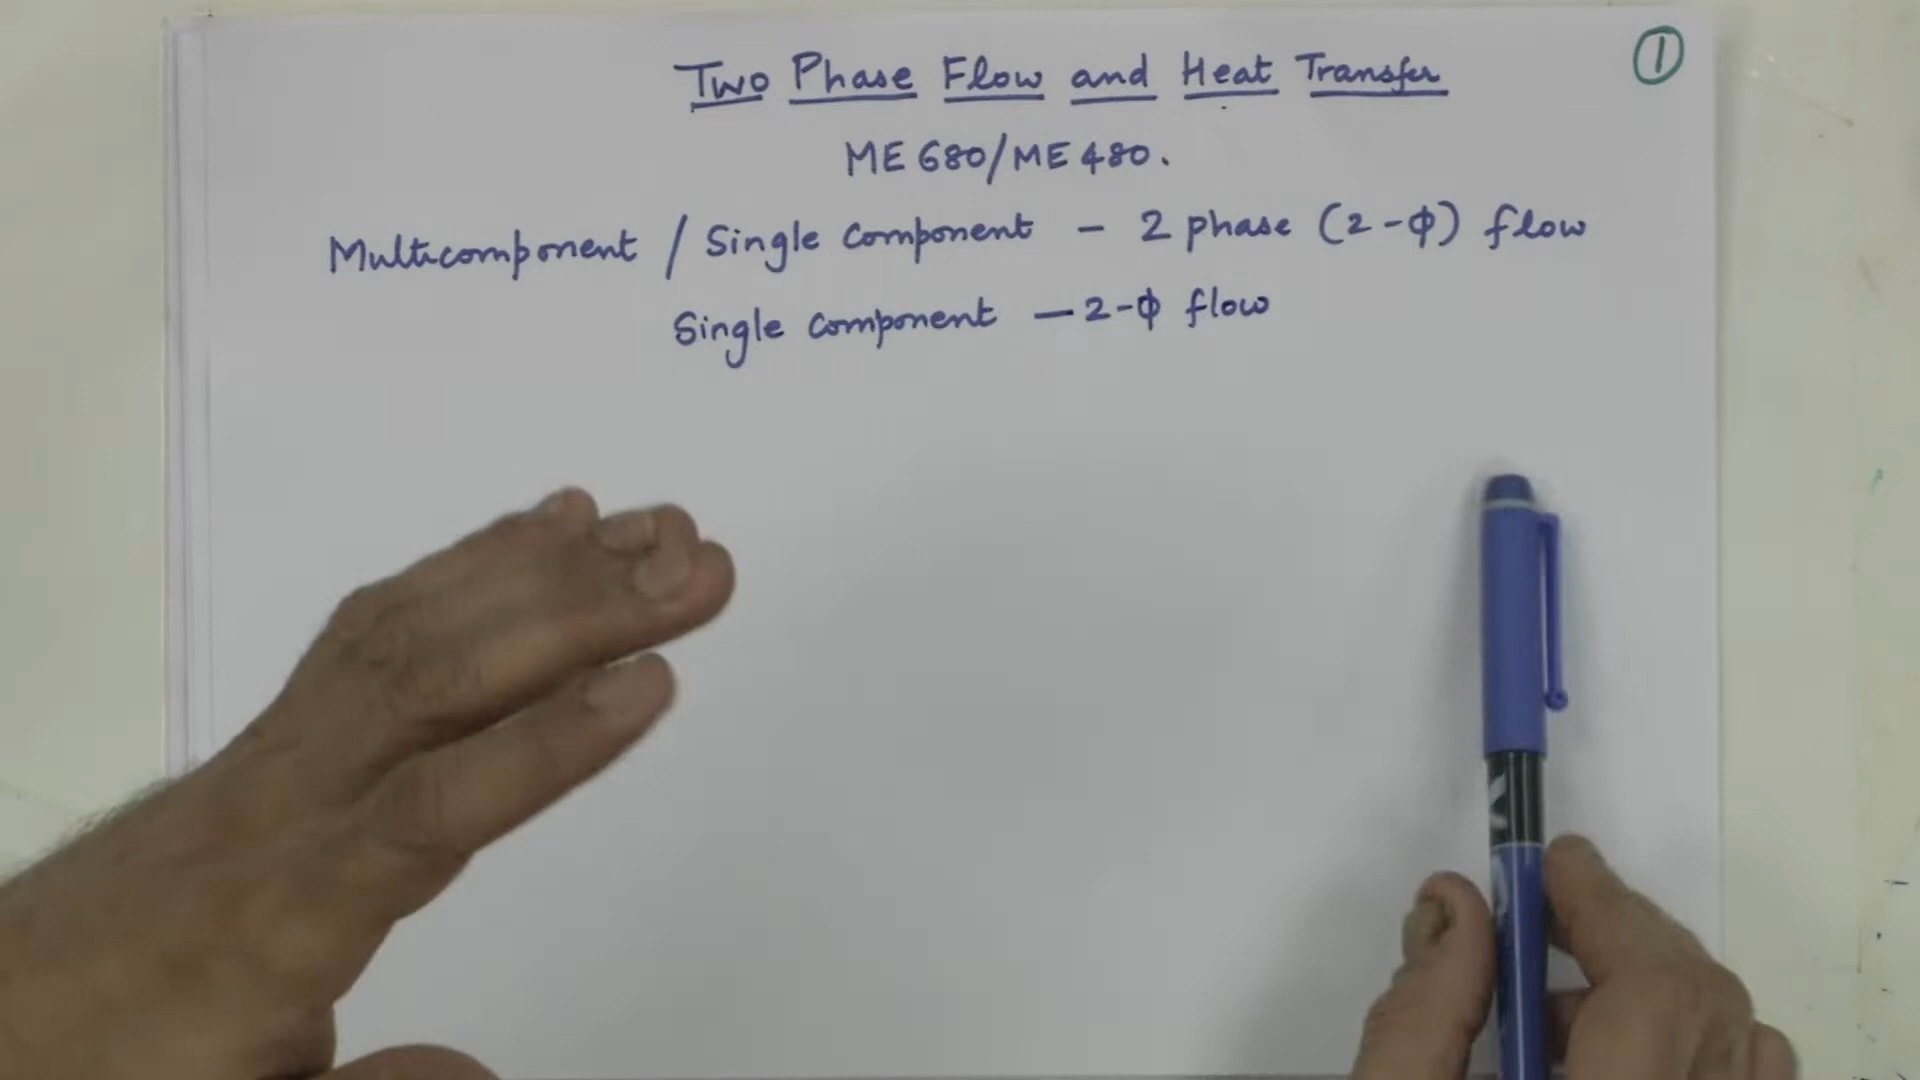 Two Phase Flow and Heat Transfer
1
ME 680/ME 480.
Multicomponent / Single component - 2 phase (2-ϕ) flow
Single component — 2-ϕ flow